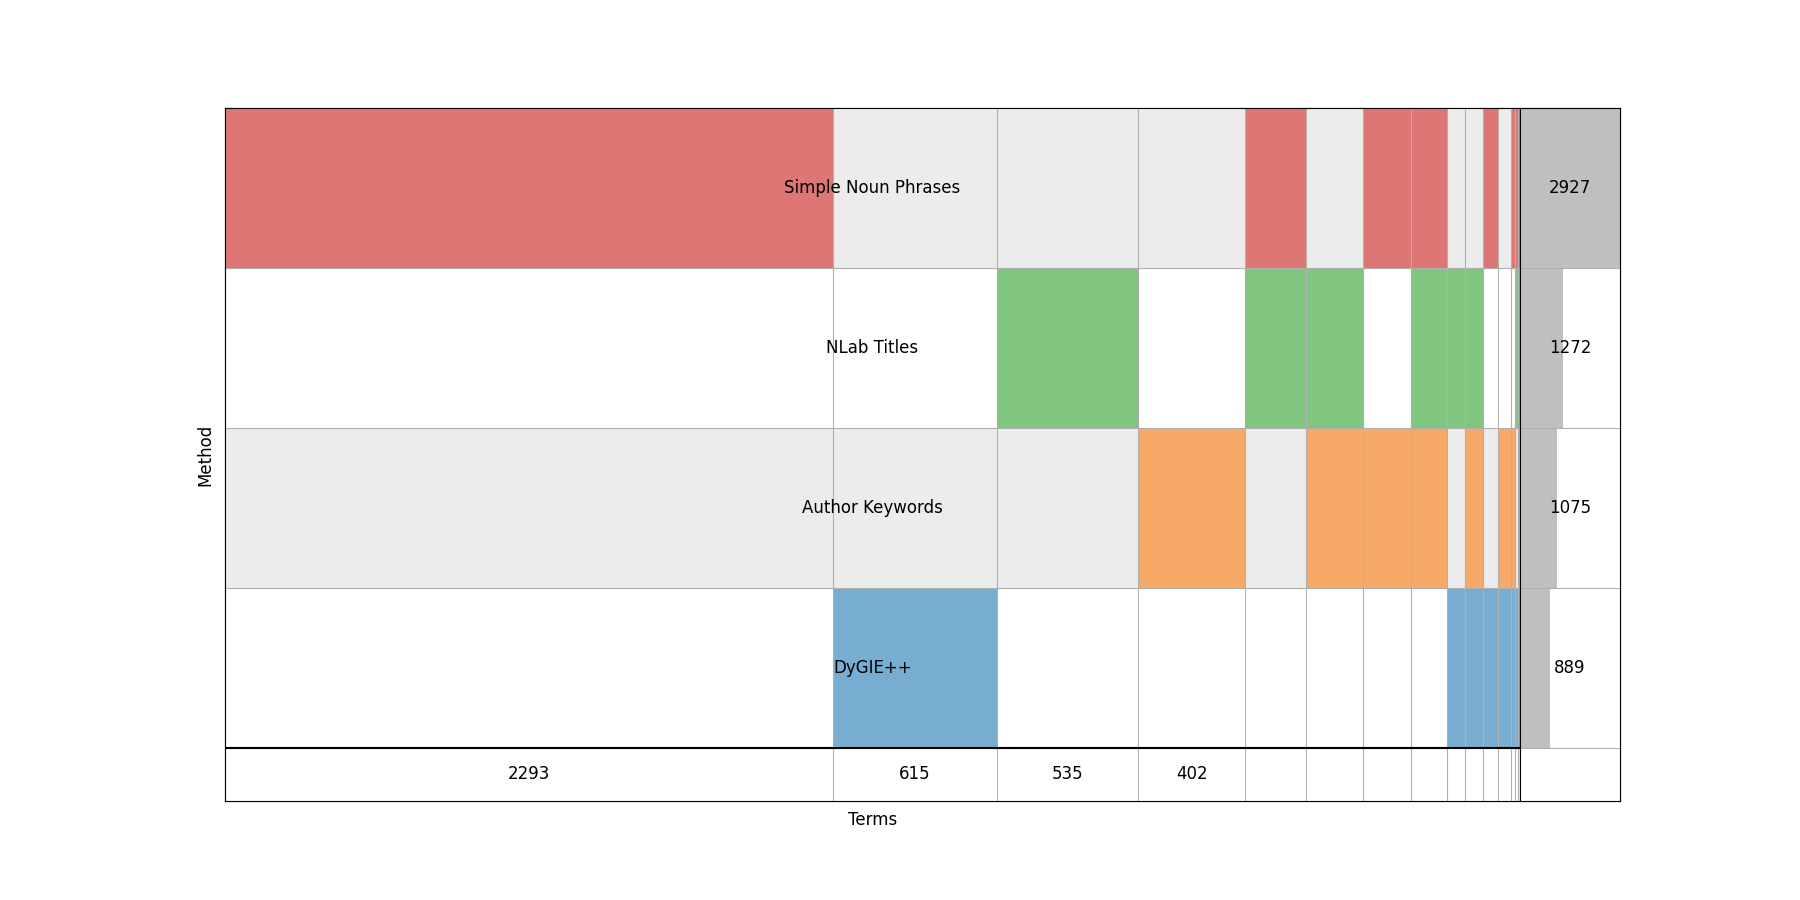 Simple Noun Phrases
2927
NLab Titles
1272
Method
Author Keywords
1075
DyGIE++
889
2293 615 535 402
Terms